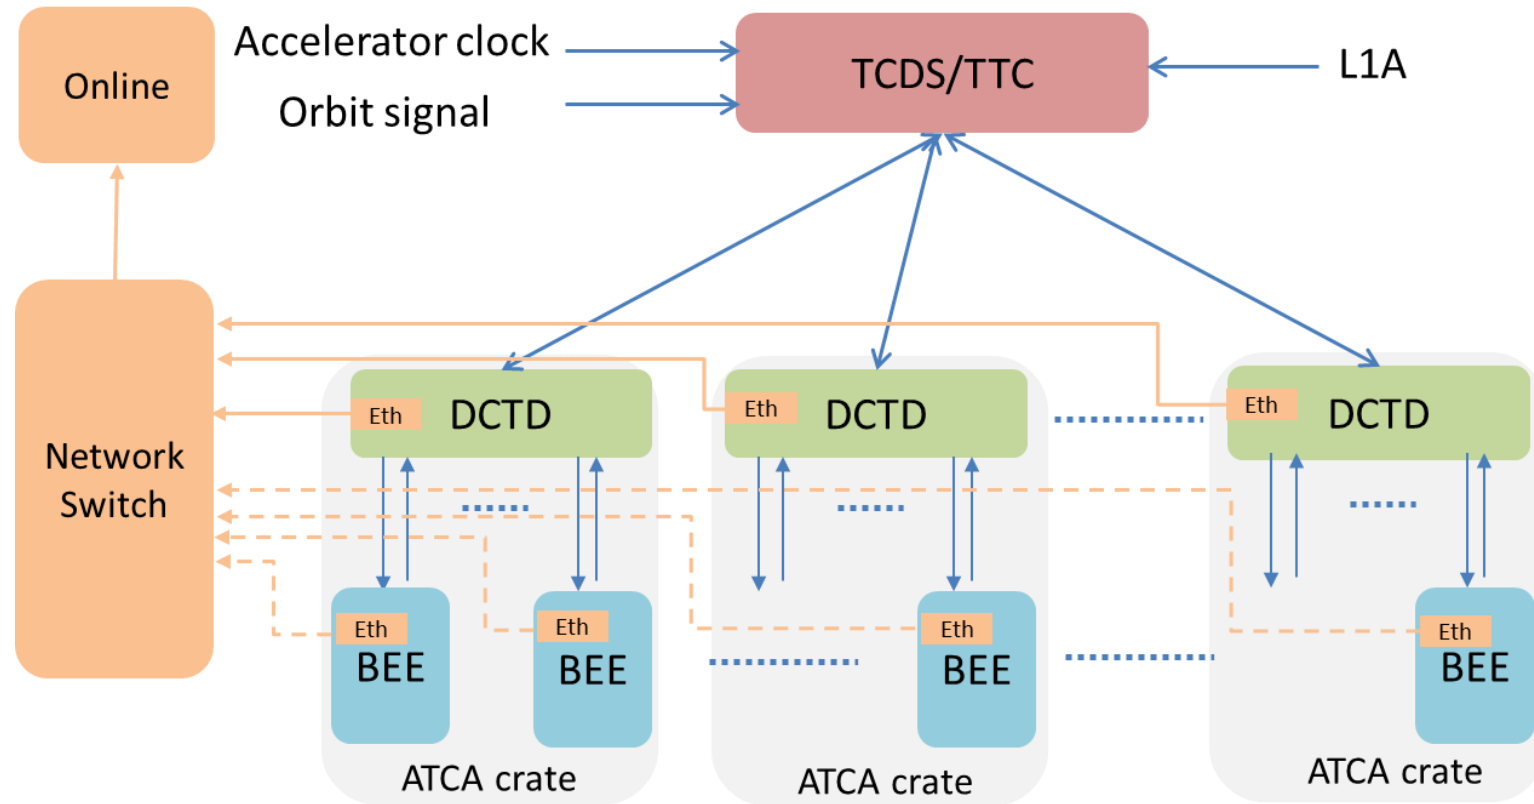 Online
Accelerator clock
Orbit signal
TCDS/TTC
L1A
Network
Switch
Eth
DCTD
Eth
DCTD
Eth
DCTD
Eth
BEE
Eth
BEE
Eth
BEE
Eth
BEE
ATCA crate
ATCA crate
ATCA crate